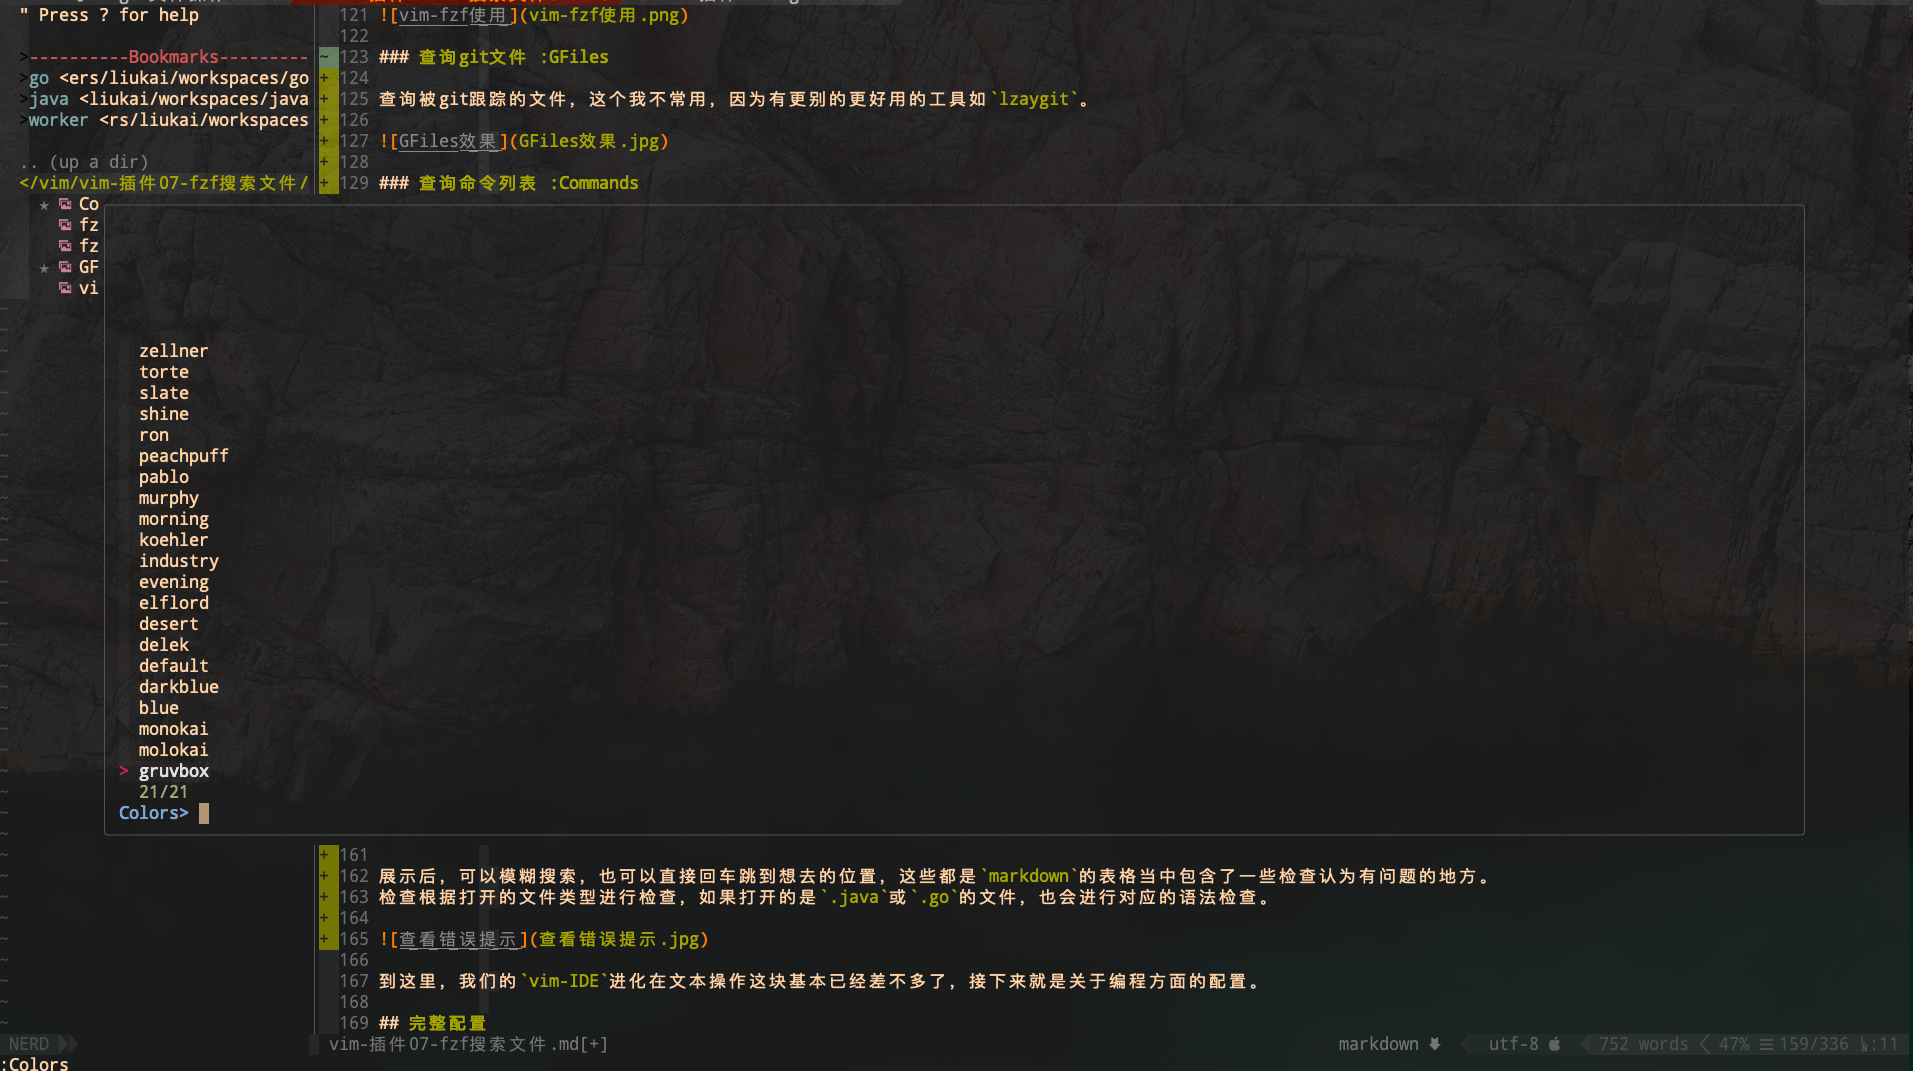 " Press ? for help
>----------Bookmarks---------
>go <ers/liukai/workspaces/go
>java <liukai/workspaces/java
>worker <rs/liukai/workspaces
.. (up a dir)
</vim/vim-插件07-fzf搜索文件/
Co
fz
fz
GF
vi
121 ![vim-fzf使用](vim-fzf使用.png)
122
~ 123 ### 查询git文件 :GFiles
+ 124
+ 125 查询被git跟踪的文件，这个我不常用，因为有更别的更好用的工具如`lzaygit`。
+ 126
+ 127 ![GFiles效果](GFiles效果.jpg)
+ 128
+ 129 ### 查询命令列表 :Commands
zellner
torte
slate
shine
ron
peachpuff
pablo
murphy
morning
koehler
industry
evening
elflord
desert
delek
default
darkblue
blue
monokai
molokai
> gruvbox
21/21
Colors>
+ 161
+ 162 展示后，可以模糊搜索，也可以直接回车跳到想去的位置，这些都是`markdown`的表格当中包含了一些检查认为有问题的地方。
+ 163 检查根据打开的文件类型进行检查，如果打开的是`.java`或`.go`的文件，也会进行对应的语法检查。
+ 164
+ 165 ![查看错误提示](查看错误提示.jpg)
166
167 到这里，我们的`vim-IDE`进化在文本操作这块基本已经差不多了，接下来就是关于编程方面的配置。
168
169 ## 完整配置
NERD
vim-插件07-fzf搜索文件.md[+]
markdown utf-8 752 words 47% ☰ 159/336 :11
:Colors